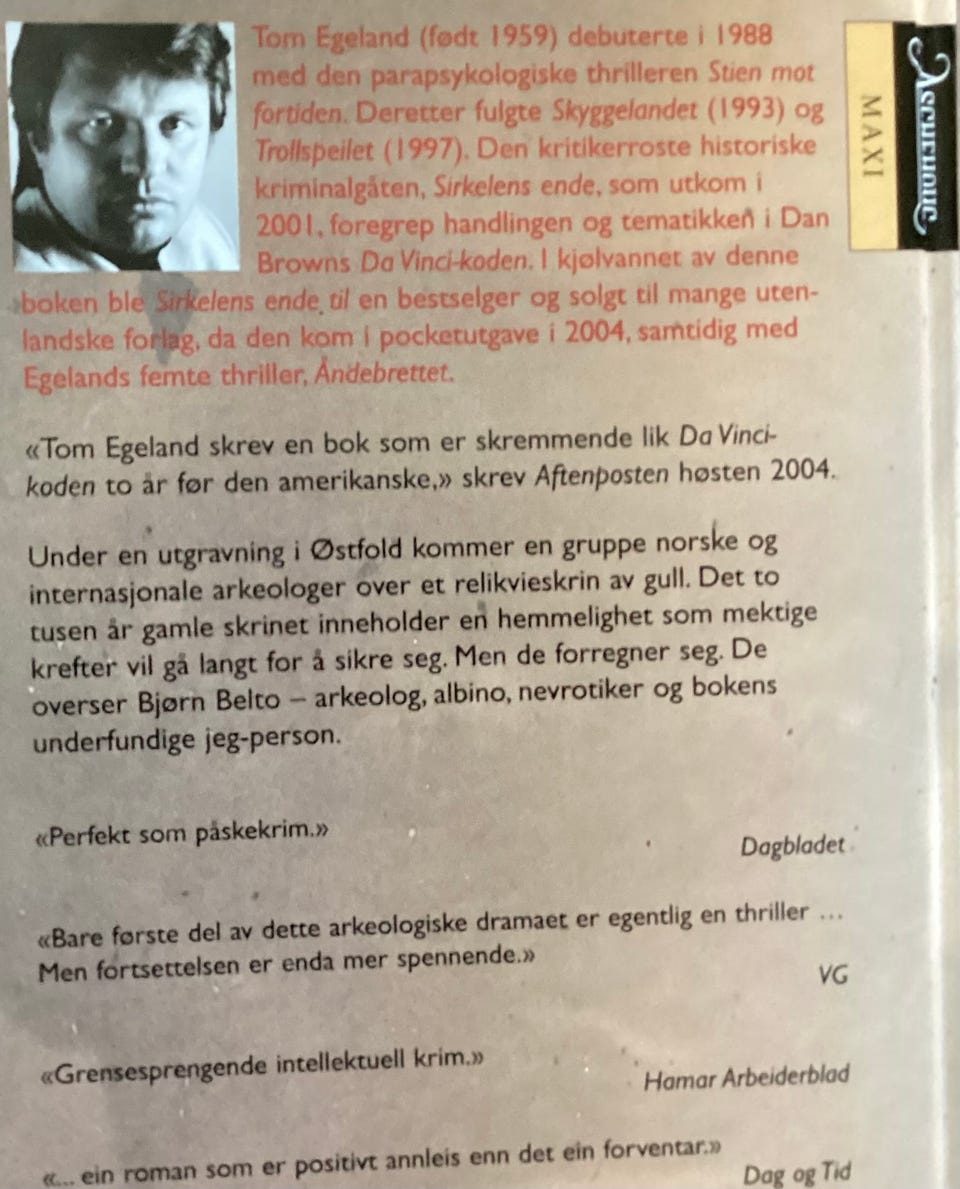 Tom Egeland (født 1959) debuterte i 1988
med den parapsykologiske thrilleren Stien mot
fortiden. Deretter fulgte Skyggelandet (1993) og
Trollspeilet (1997). Den kritikerroste historiske
kriminalgåten, Sirkelens ende, som utkom i
2001, foregrep handlingen og tematikken i Dan
Browns Da Vinci-koden. I kjølvannet av denne
boken ble Sirkelens ende til en bestselger og solgt til mange uten-
landske forlag, da den kom i pocketutgave i 2004, samtidig med
Egelands femte thriller, Åndebrettet.
«Tom Egeland skrev en bok som er skremmende lik Da Vinci-
koden to år før den amerikanske,» skrev Aftenposten høsten 2004.
Under en utgravning i Østfold kommer en gruppe norske og
internasjonale arkeologer over et relikvieskrin av gull. Det to
tusen år gamle skrinet inneholder en hemmelighet som mektige
krefter vil gå langt for å sikre seg. Men de forregner seg. De
overser Bjørn Belto – arkeolog, albino, nevrotiker og bokens
underfundige jeg-person.
«Perfekt som påskekrim.»
Dagbladet
«Bare første del av dette arkeologiske dramaet er egentlig en thriller ...
Men fortsettelsen er enda mer spennende.»
VG
«Grensesprengende intellektuell krim.»
Hamar Arbeiderblad
«... ein roman som er positivt annleis enn det ein forventar.»
Dag og Tid
MAXI